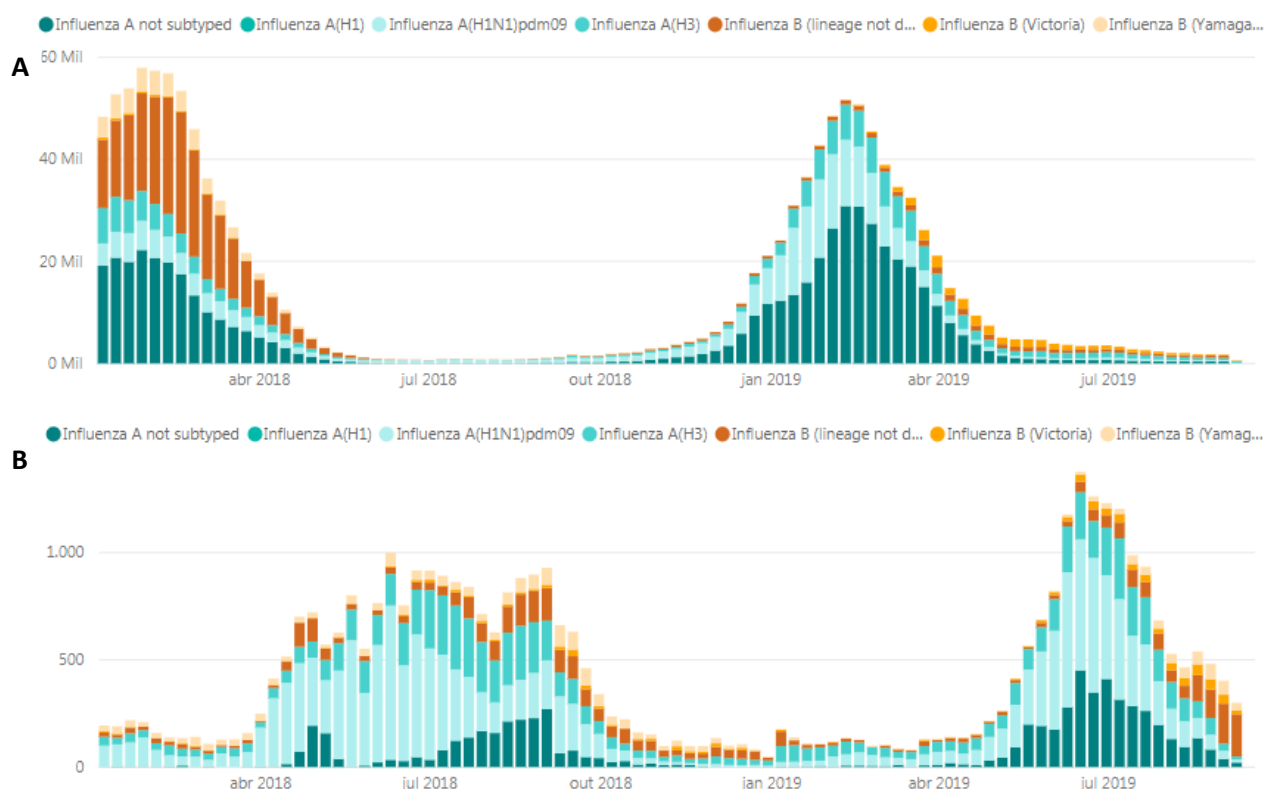 Influenza A not subtyped Influenza A(H1) Influenza A(H1N1)pdm09 Influenza A(H3) Influenza B (lineage not d... Influenza B (Victoria) Influenza B (Yamaga...
A
60 Mil
40 Mil
20 Mil
0 Mil
abr 2018 jul 2018 out 2018 jan 2019 abr 2019 jul 2019
Influenza A not subtyped Influenza A(H1) Influenza A(H1N1)pdm09 Influenza A(H3) Influenza B (lineage not d... Influenza B (Victoria) Influenza B (Yamag...
B
1.000
500
0
abr 2018 jul 2018 out 2018 jan 2019 abr 2019 jul 2019